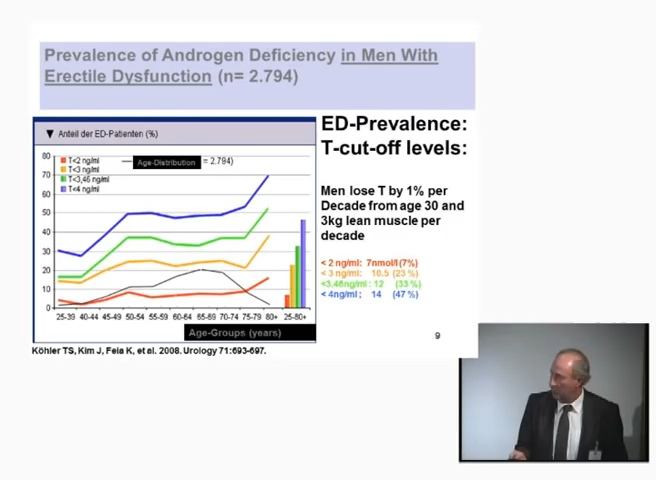 Prevalence of Androgen Deficiency in Men With
Erectile Dysfunction (n= 2.794)
ED-Prevalence:
T-cut-off levels:
Men lose T by 1% per
Decade from age 30 and
3kg lean muscle per
decade
< 2 ng/ml: 7nmol/l(7%)
< 3 ng/ml: 10.5 (23 %)
<3.46ng/ml : 12 (33 %)
< 4ng/ml ; 14 (47 %)
▼ Anteil der ED-Patienten (%)
T<2 ng/ml
T<3 ng/ml
T<3,46 ng/ml
T<4 ng/ml
Age-Distribution = 2.794)
80
70
60
50
40
30
20
10
0
25-39 40-44 45-49 50-54 55-59 60-64 65-69 70-74 75-79 80+ 25-80+
Age-Groups (years)
9
Köhler TS, Kim J, Feia K, et al. 2008. Urology 71:693-697.